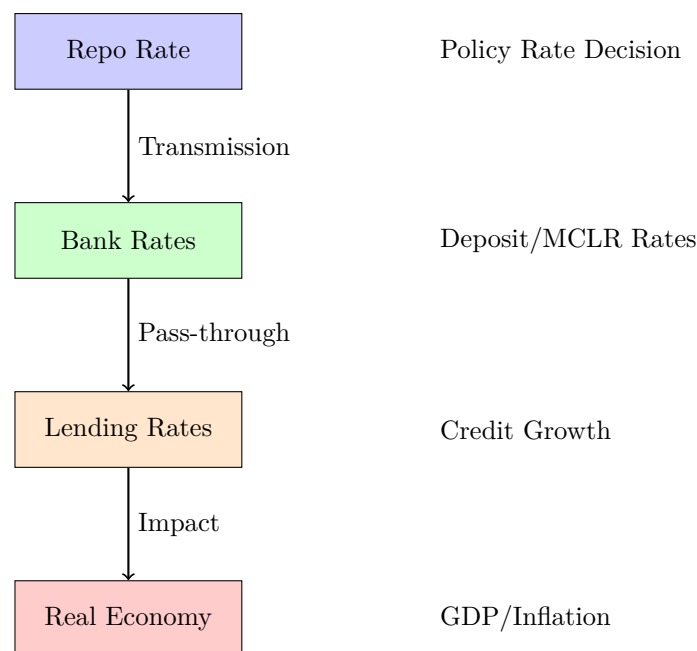 Repo Rate
Policy Rate Decision
Transmission
Bank Rates
Deposit/MCLR Rates
Pass-through
Lending Rates
Credit Growth
Impact
Real Economy
GDP/Inflation